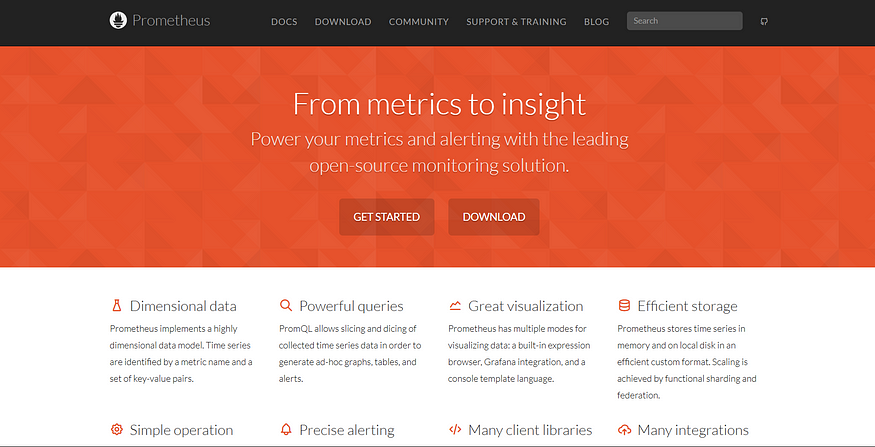 Prometheus
DOCS
DOWNLOAD
COMMUNITY
SUPPORT & TRAINING
BLOG
Search
From metrics to insight
Power your metrics and alerting with the leading
open-source monitoring solution.
GET STARTED
DOWNLOAD
Dimensional data
Prometheus implements a highly
dimensional data model. Time series
are identified by a metric name and a
set of key-value pairs.
Powerful queries
PromQL allows slicing and dicing of
collected time series data in order to
generate ad-hoc graphs, tables, and
alerts.
Great visualization
Prometheus has multiple modes for
visualizing data: a built-in expression
browser, Grafana integration, and a
console template language.
Efficient storage
Prometheus stores time series in
memory and on local disk in an
efficient custom format. Scaling is
achieved by functional sharding and
federation.
Simple operation
Precise alerting
Many client libraries
Many integrations